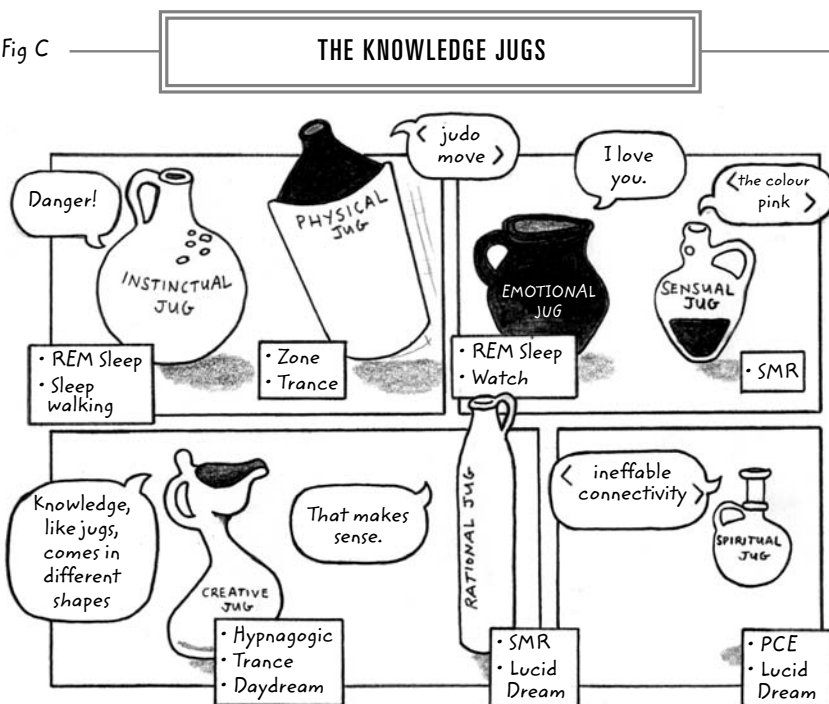 Fig C
THE KNOWLEDGE JUGS
Danger!
INSTINCTUAL
JUG
• REM Sleep
• Sleep
walking
< judo
move >
PHYSICAL
JUG
• Zone
• Trance
I love
you.
EMOTIONAL
JUG
• REM Sleep
• Watch
<the colour
pink >
SENSUAL
JUG
• SMR
Knowledge,
like jugs,
comes in
different
shapes
CREATIVE
JUG
• Hypnagogic
• Trance
• Daydream
That makes
sense.
RATIONAL JUG
• SMR
• Lucid
Dream
< ineffable
connectivity >
SPIRITUAL
JUG
• PCE
• Lucid
Dream